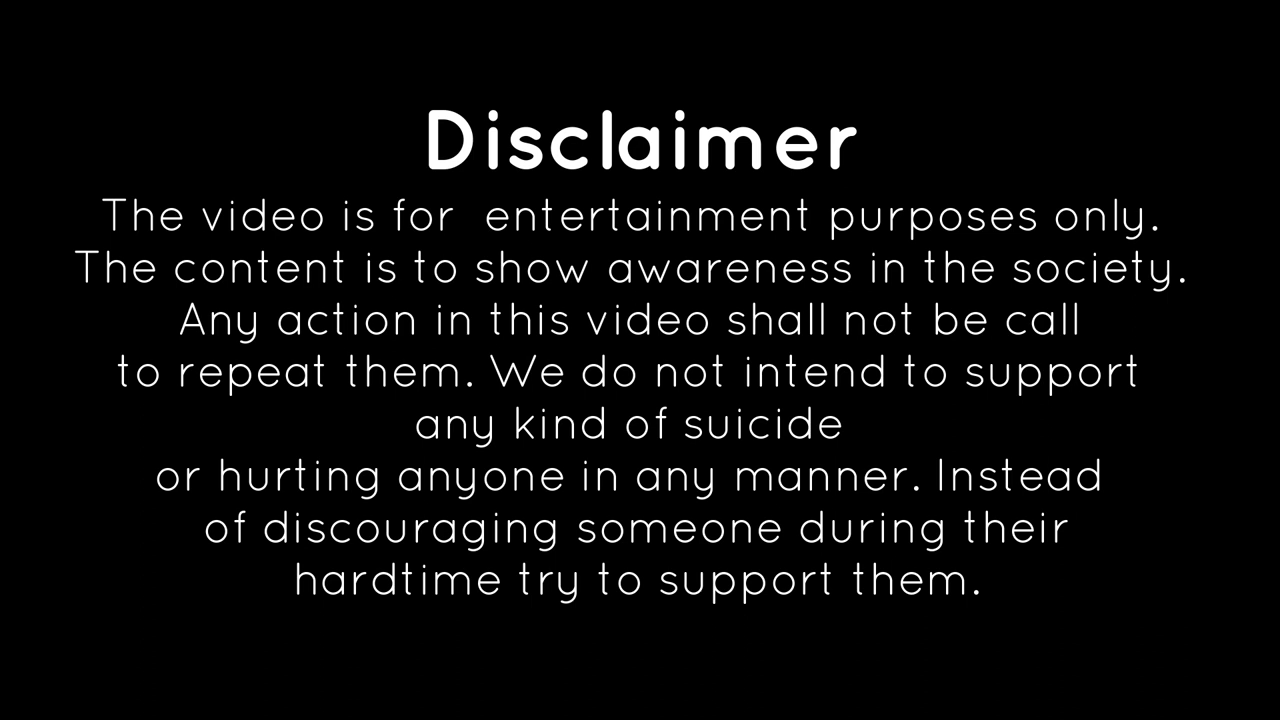 Disclaimer
The video is for  entertainment purposes only.
The content is to show awareness in the society.
Any action in this video shall not be call
to repeat them. We do not intend to support
any kind of suicide
or hurting anyone in any manner. Instead
of discouraging someone during their
hardtime try to support them.